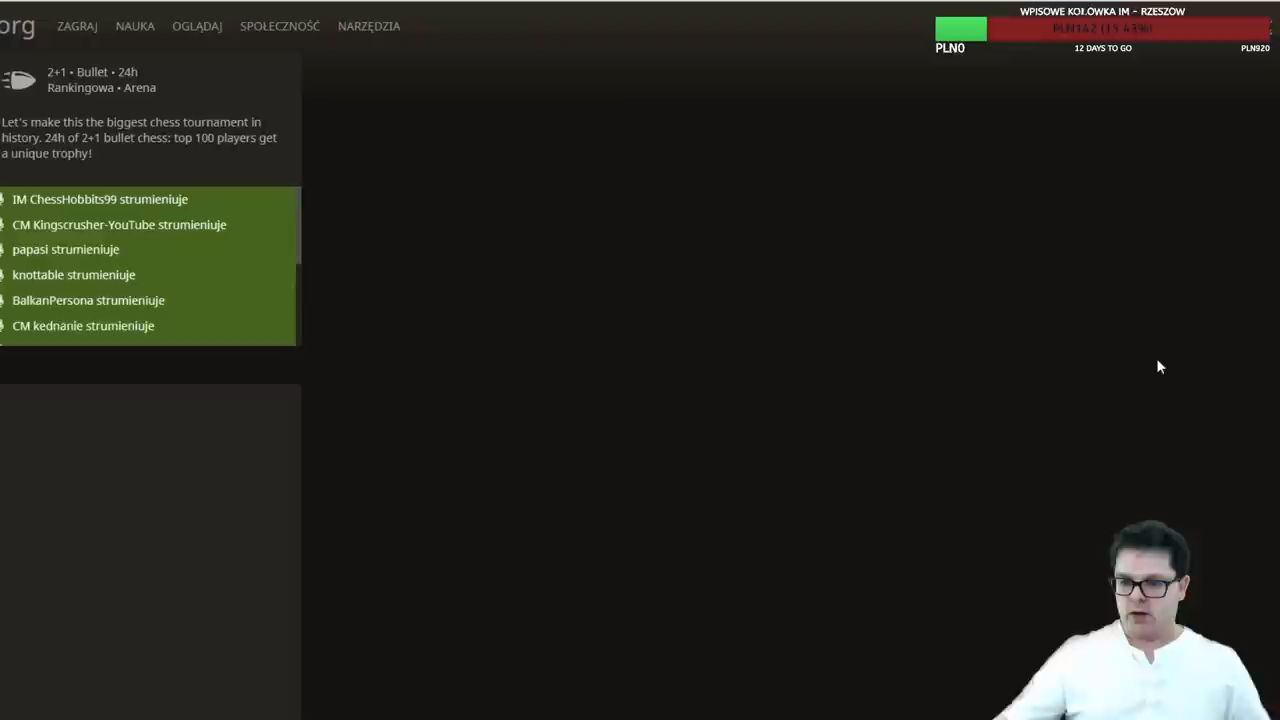 org ZAGRAJ NAUKA OGLĄDAJ SPOŁECZNOŚĆ NARZĘDZIA
WPISOWE KOŁÓWKA IM - RZESZÓW
PLN0
12 DAYS TO GO
PLN920
2+1 • Bullet • 24h
Rankingowa • Arena
Let's make this the biggest chess tournament in
history. 24h of 2+1 bullet chess: top 100 players get
a unique trophy!
IM ChessHobbits99 strumieniuje
CM Kingscrusher-YouTube strumieniuje
papasi strumieniuje
knottable strumieniuje
BalkanPersona strumieniuje
CM kednanie strumieniuje